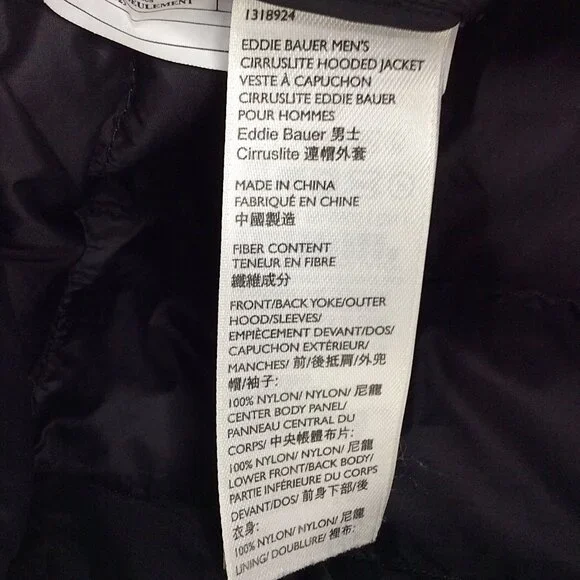 SEULEMENT
1318924
EDDIE BAUER MEN'S
CIRRUSLITE HOODED JACKET
VESTE À CAPUCHON
CIRRUSLITE EDDIE BAUER
POUR HOMMES
Eddie Bauer 男士
Cirruslite 連帽外套
MADE IN CHINA
FABRIQUÉ EN CHINE
中國製造
FIBER CONTENT
TENEUR EN FIBRE
纖維成分
FRONT/BACK YOKE/OUTER
HOOD/SLEEVES/
EMPIÈCEMENT DEVANT/DOS/
CAPUCHON EXTÉRIEUR/
MANCHES/ 前/後抵肩/外兜
帽/袖子:
100% NYLON/ NYLON/ 尼龍
CENTER BODY PANEL/
PANNEAU CENTRAL DU
CORPS/ 中央帳體布片:
100% NYLON/ NYLON/ 尼龍
LOWER FRONT/BACK BODY/
PARTIE INFÉRIEURE DU CORPS
DEVANT/DOS/ 前身下部/後
衣身:
100% NYLON/ NYLON/ 尼龍
LINING/ DOUBLURE/ 裡布: